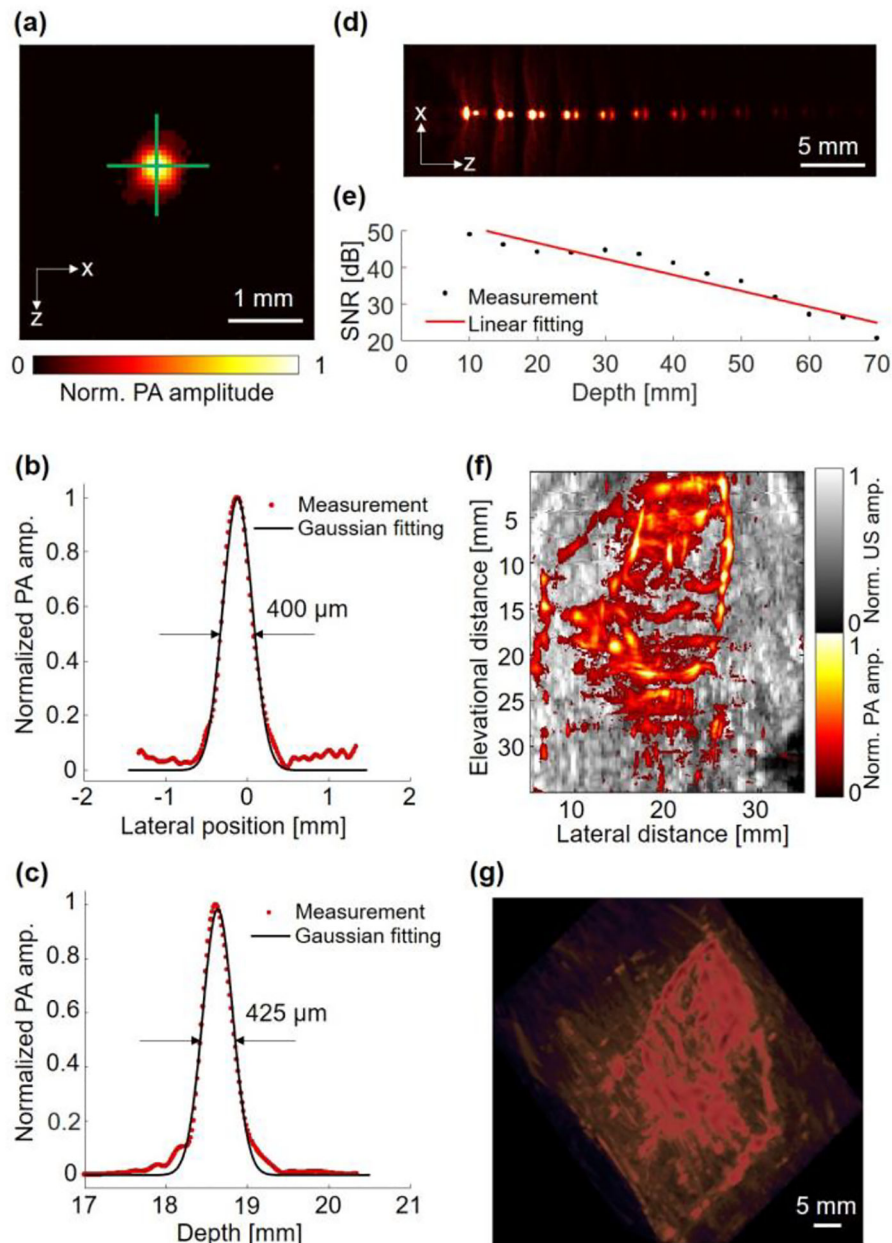 (a)
x
z
1 mm
0
1
Norm. PA amplitude
(d)
x
z
5 mm
(e)
SNR [dB]
50
40
30
20
Measurement
Linear fitting
0 10 20 30 40 50 60 70
Depth [mm]
(b)
Normalized PA amp.
1
0.8
0.6
0.4
0.2
0
Measurement
Gaussian fitting
400 µm
-2 -1 0 1 2
Lateral position [mm]
(c)
Normalized PA amp.
1
0.8
0.6
0.4
0.2
0
Measurement
Gaussian fitting
425 µm
17 18 19 20 21
Depth [mm]
(f)
Elevational distance [mm]
5
10
15
20
25
30
10 20 30
Lateral distance [mm]
1
0
Norm. US amp.
1
0
Norm. PA amp.
(g)
5 mm